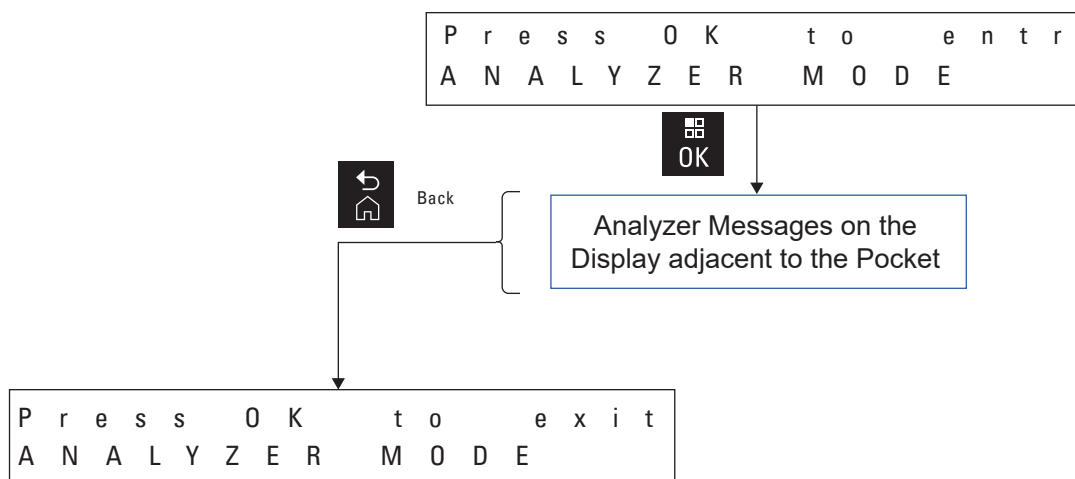 Press OK to entr
ANALYZER MODE
OK
Back
Analyzer Messages on the
Display adjacent to the Pocket
Press OK to exit
ANALYZER MODE